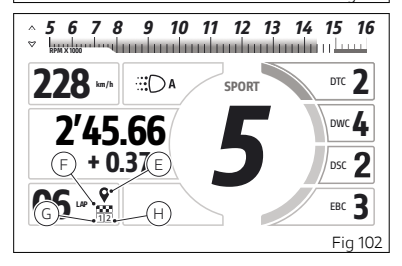 5 6 7 8 9 10 11 12 13 14 15 16
RPM X 1000
228 km/h A SPORT DTC 2
2'45.66 5 DWC 4
+ 0.37
F E DSC 2
06 LAP G 1 2 H EBC 3
Fig 102